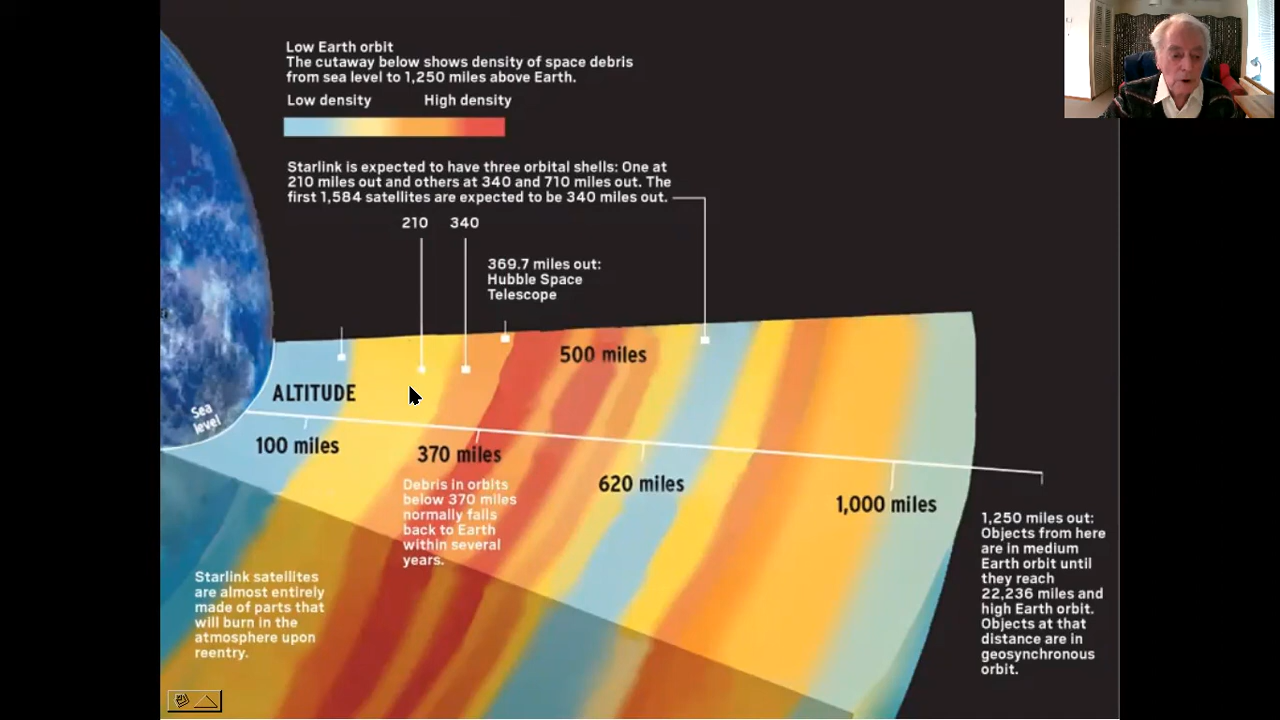 Low Earth orbit
The cutaway below shows density of space debris
from sea level to 1,250 miles above Earth.
Low density High density
Starlink is expected to have three orbital shells: One at
210 miles out and others at 340 and 710 miles out. The
first 1,584 satellites are expected to be 340 miles out.
210 340
369.7 miles out:
Hubble Space
Telescope
500 miles
ALTITUDE
Sea
level
100 miles
370 miles
Debris in orbits
below 370 miles
normally falls
back to Earth
within several
years.
620 miles
1,000 miles
1,250 miles out:
Objects from here
are in medium
Earth orbit until
they reach
22,236 miles and
high Earth orbit.
Objects at that
distance are in
geosynchronous
orbit.
Starlink satellites
are almost entirely
made of parts that
will burn in the
atmosphere upon
reentry.